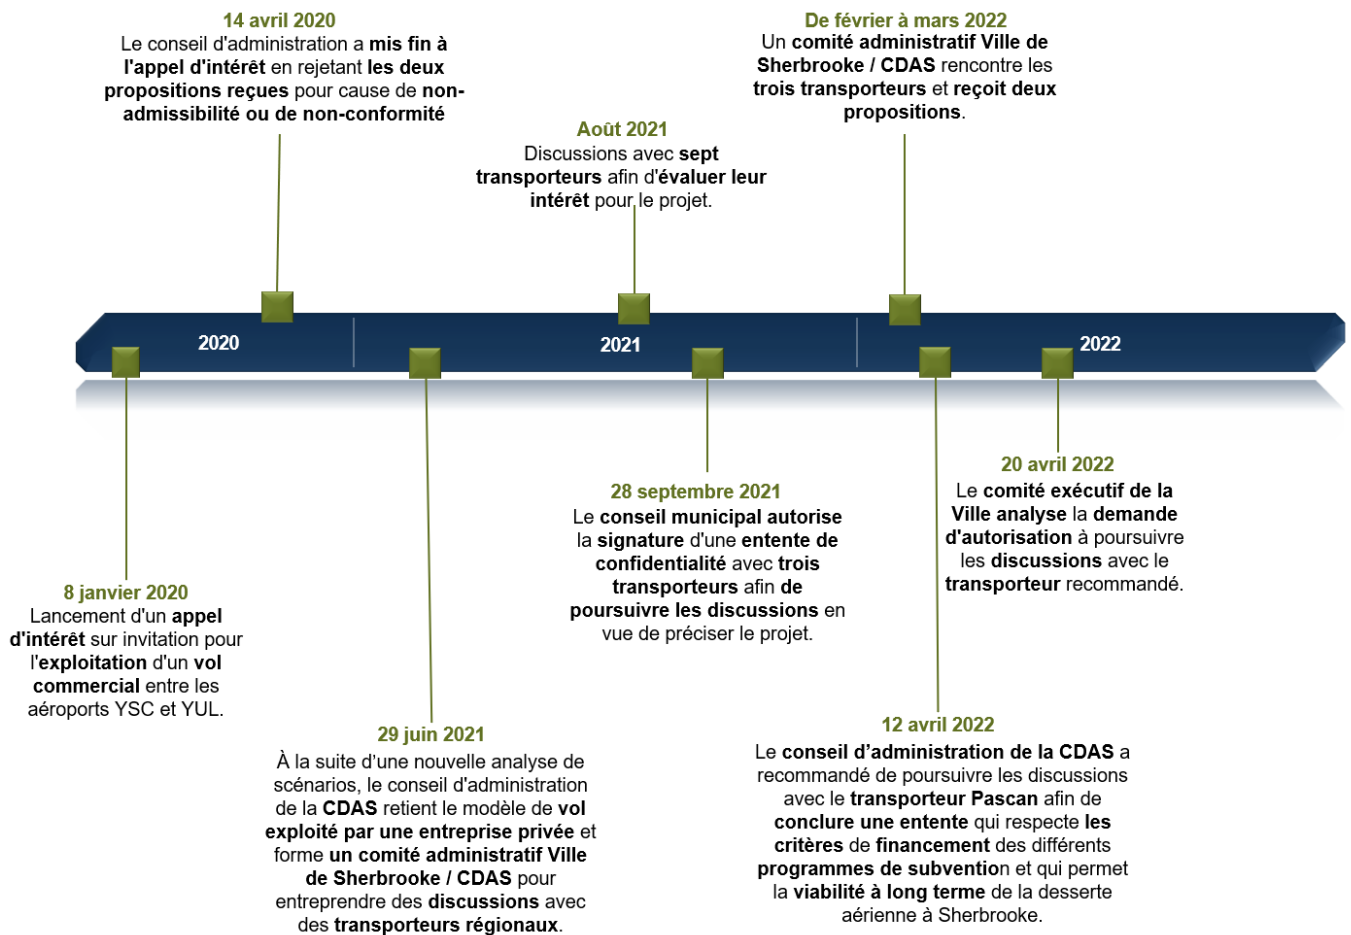 14 avril 2020
Le conseil d'administration a mis fin à
l'appel d'intérêt en rejetant les deux
propositions reçues pour cause de non-
admissibilité ou de non-conformité
De février à mars 2022
Un comité administratif Ville de
Sherbrooke / CDAS rencontre les
trois transporteurs et reçoit deux
propositions.
Août 2021
Discussions avec sept
transporteurs afin d'évaluer leur
intérêt pour le projet.
2020
2021
2022
8 janvier 2020
Lancement d'un appel
d'intérêt sur invitation pour
l'exploitation d'un vol
commercial entre les
aéroports YSC et YUL.
29 juin 2021
À la suite d’une nouvelle analyse de
scénarios, le conseil d'administration
de la CDAS retient le modèle de vol
exploité par une entreprise privée et
forme un comité administratif Ville
de Sherbrooke / CDAS pour
entreprendre des discussions avec
des transporteurs régionaux.
28 septembre 2021
Le conseil municipal autorise
la signature d'une entente de
confidentialité avec trois
transporteurs afin de
poursuivre les discussions en
vue de préciser le projet.
12 avril 2022
Le conseil d’administration de la CDAS a
recommandé de poursuivre les discussions
avec le transporteur Pascan afin de
conclure une entente qui respecte les
critères de financement des différents
programmes de subvention et qui permet
la viabilité à long terme de la desserte
aérienne à Sherbrooke.
20 avril 2022
Le comité exécutif de la
Ville analyse la demande
d'autorisation à poursuivre
les discussions avec le
transporteur recommandé.